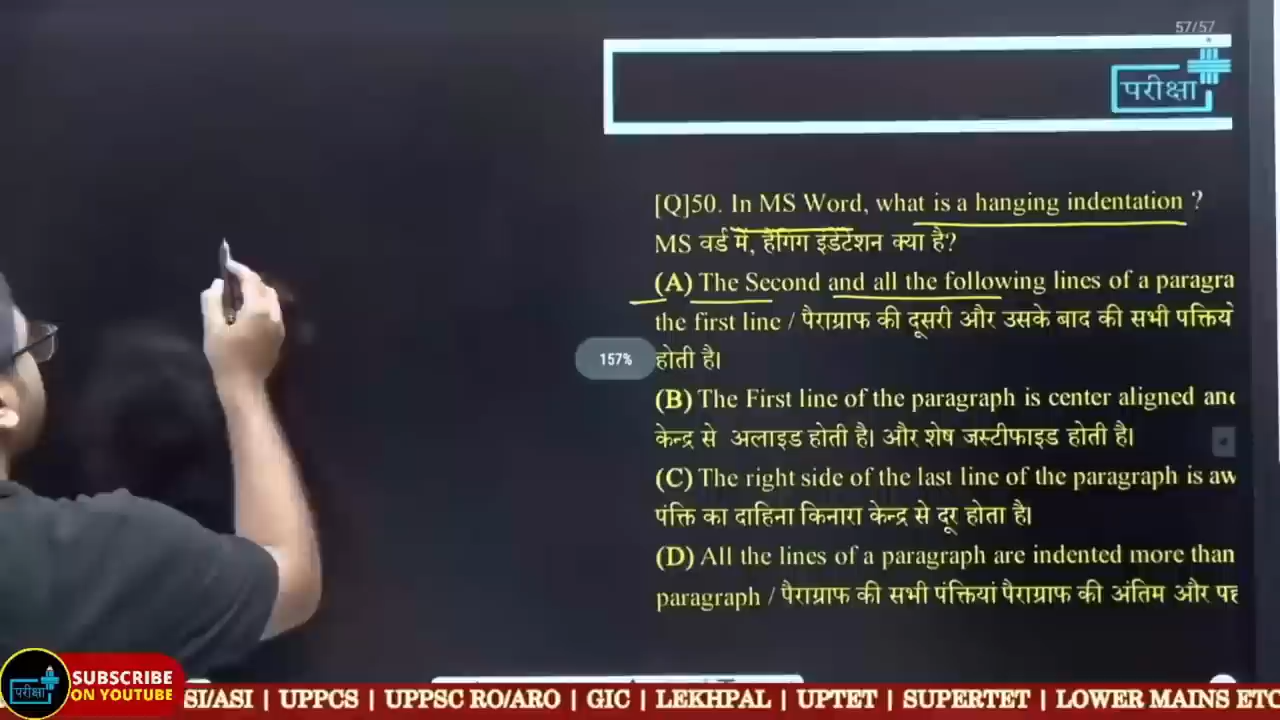 57/57
परीक्षा
[Q]50. In MS Word, what is a hanging indentation ?
MS वर्ड में, हैंगिग इंडेंटेशन क्या है?
(A) The Second and all the following lines of a paragra
the first line / पैराग्राफ की दूसरी और उसके बाद की सभी पक्तिये
157%
होती है।
(B) The First line of the paragraph is center aligned and
केन्द्र से अलाइड होती है। और शेष जस्टीफाइड होती है।
(C) The right side of the last line of the paragraph is aw
पंक्ति का दाहिना किनारा केन्द्र से दूर होता है।
(D) All the lines of a paragraph are indented more than
paragraph / पैराग्राफ की सभी पंक्तियां पैराग्राफ की अंतिम और पह
परीक्षा
SUBSCRIBE
ON YOUTUBE
SI/ASI | UPPCS | UPPSC RO/ARO | GIC | LEKHPAL | UPTET | SUPERTET | LOWER MAINS ETC